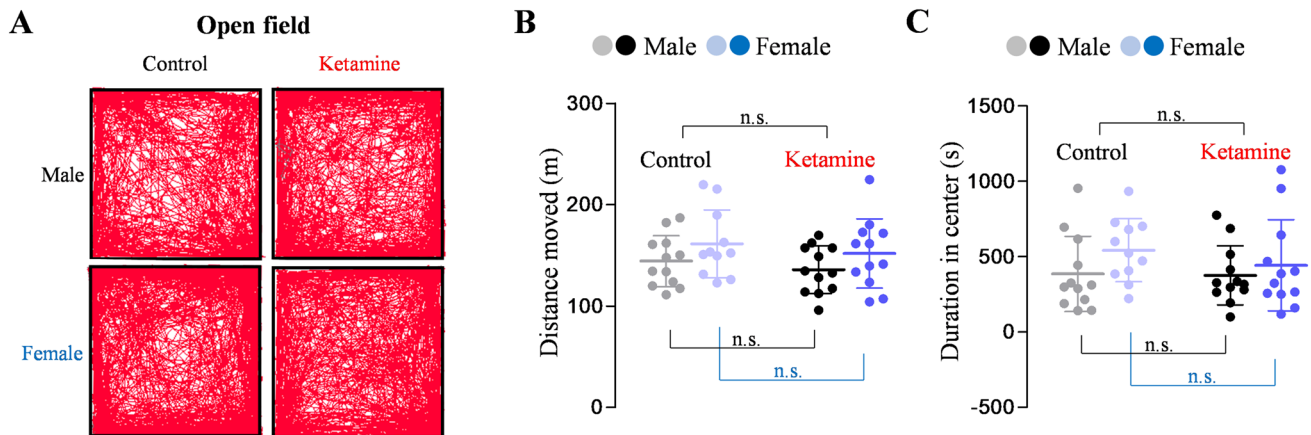 A
Open field
Control
Ketamine
Male
Female
B
Male Female
Distance moved (m)
300
200
100
0
n.s.
Control
Ketamine
n.s.
n.s.
C
Male Female
Duration in center (s)
1500
1000
500
0
-500
n.s.
Control
Ketamine
n.s.
n.s.